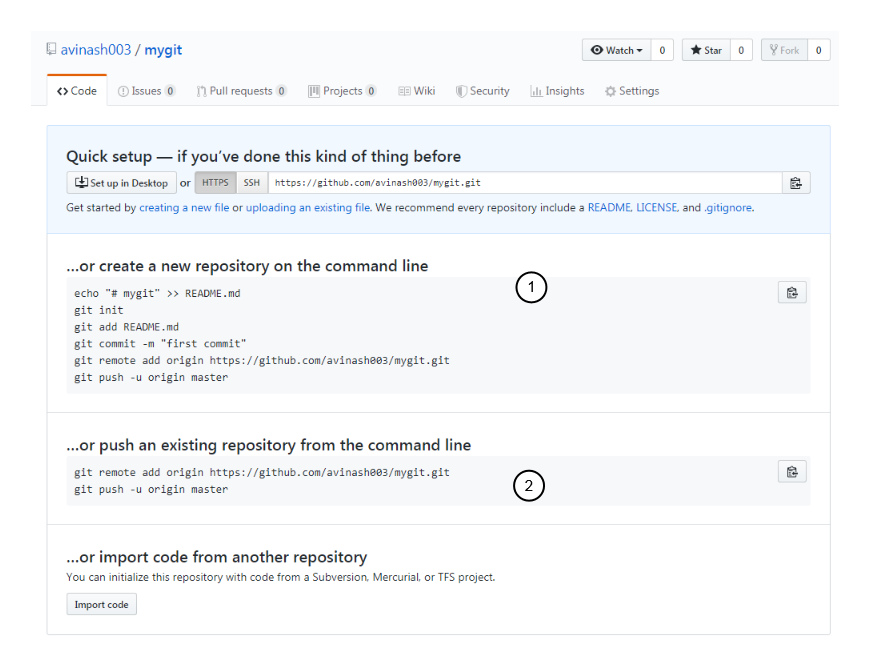 avinash003 / mygit
Watch 0 Star 0 Fork 0
Code Issues 0 Pull requests 0 Projects 0 Wiki Security Insights Settings
Quick setup — if you've done this kind of thing before
Set up in Desktop or HTTPS SSH https://github.com/avinash003/mygit.git
Get started by creating a new file or uploading an existing file. We recommend every repository include a README, LICENSE, and .gitignore.
...or create a new repository on the command line
1
echo "# mygit" >> README.md
git init
git add README.md
git commit -m "first commit"
git remote add origin https://github.com/avinash003/mygit.git
git push -u origin master
...or push an existing repository from the command line
git remote add origin https://github.com/avinash003/mygit.git
2
git push -u origin master
...or import code from another repository
You can initialize this repository with code from a Subversion, Mercurial, or TFS project.
Import code